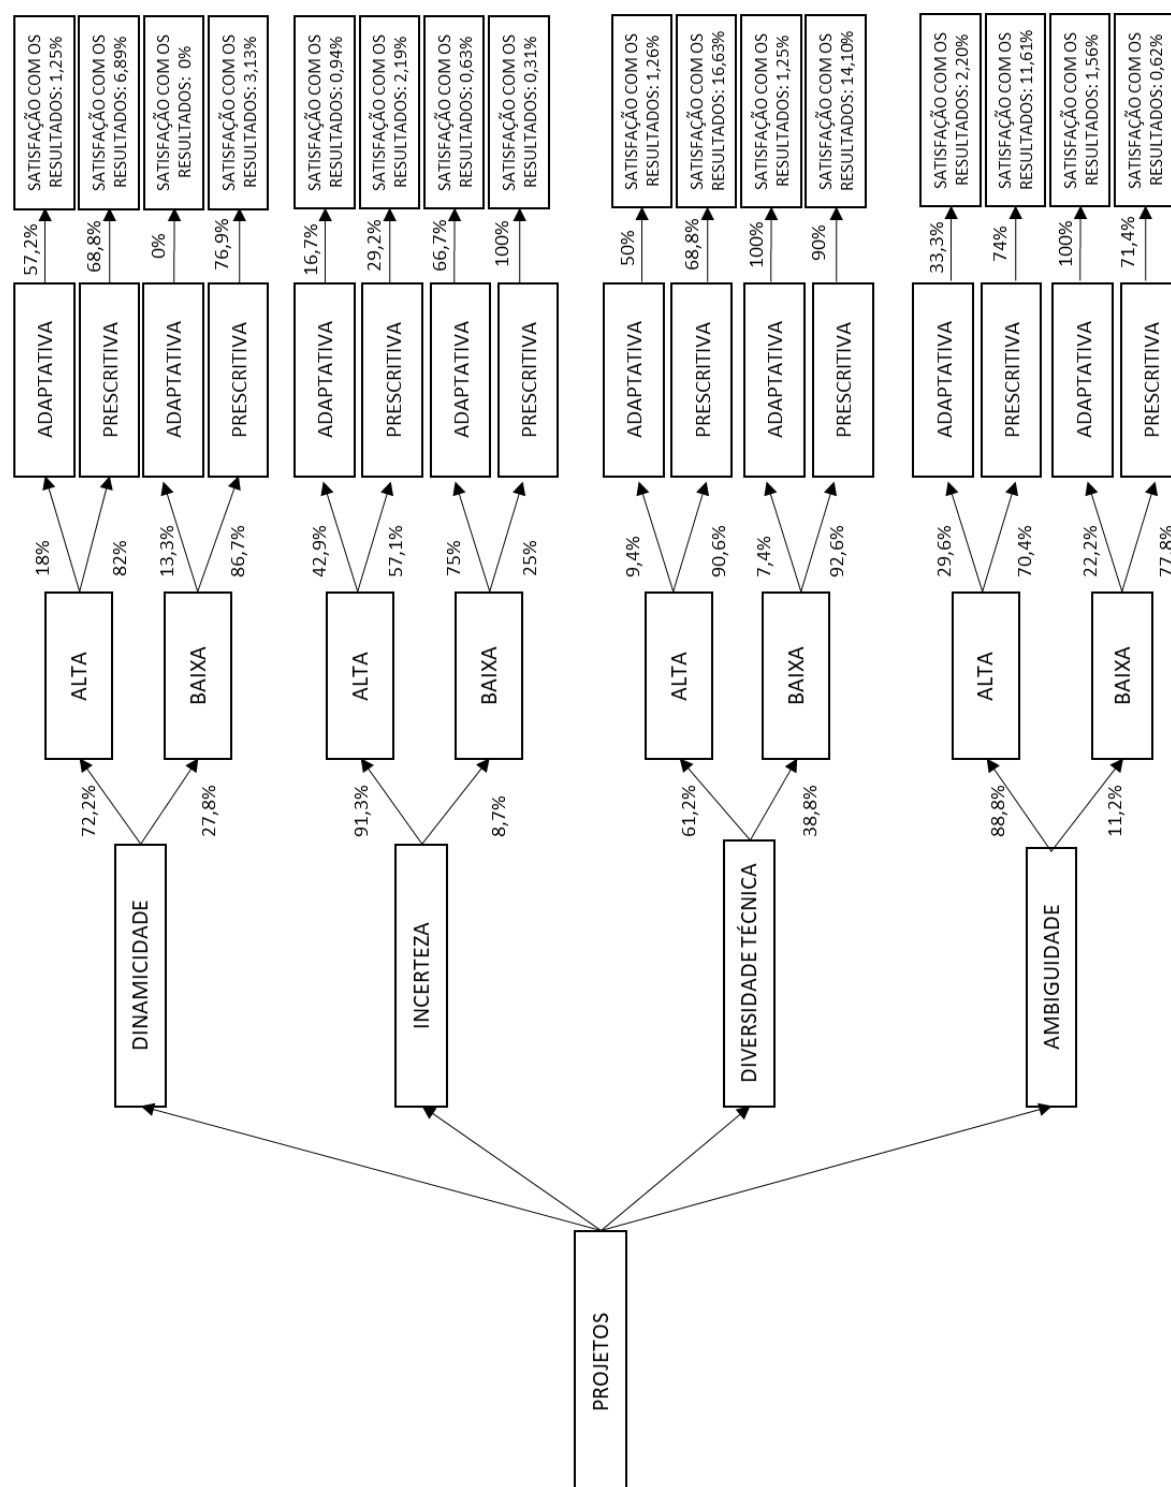 PROJETOS
DINAMICIDADE
72,2%
27,8%
ALTA
18%
82%
ADAPTATIVA
57,2%
SATISFAÇÃO COM OS
RESULTADOS: 1,25%
PRESCRITIVA
68,8%
SATISFAÇÃO COM OS
RESULTADOS: 6,89%
BAIXA
13,3%
86,7%
ADAPTATIVA
0%
SATISFAÇÃO COM OS
RESULTADOS: 0%
PRESCRITIVA
76,9%
SATISFAÇÃO COM OS
RESULTADOS: 3,13%
INCERTEZA
91,3%
8,7%
ALTA
42,9%
57,1%
ADAPTATIVA
16,7%
SATISFAÇÃO COM OS
RESULTADOS: 0,94%
PRESCRITIVA
29,2%
SATISFAÇÃO COM OS
RESULTADOS: 2,19%
BAIXA
75%
25%
ADAPTATIVA
66,7%
SATISFAÇÃO COM OS
RESULTADOS: 0,63%
PRESCRITIVA
100%
SATISFAÇÃO COM OS
RESULTADOS: 0,31%
DIVERSIDADE TÉCNICA
61,2%
38,8%
ALTA
9,4%
90,6%
ADAPTATIVA
50%
SATISFAÇÃO COM OS
RESULTADOS: 1,26%
PRESCRITIVA
68,8%
SATISFAÇÃO COM OS
RESULTADOS: 16,63%
BAIXA
7,4%
92,6%
ADAPTATIVA
100%
SATISFAÇÃO COM OS
RESULTADOS: 1,25%
PRESCRITIVA
90%
SATISFAÇÃO COM OS
RESULTADOS: 14,10%
AMBIGUIDADE
88,8%
11,2%
ALTA
29,6%
70,4%
ADAPTATIVA
33,3%
SATISFAÇÃO COM OS
RESULTADOS: 2,20%
PRESCRITIVA
74%
SATISFAÇÃO COM OS
RESULTADOS: 11,61%
BAIXA
22,2%
77,8%
ADAPTATIVA
100%
SATISFAÇÃO COM OS
RESULTADOS: 1,56%
PRESCRITIVA
71,4%
SATISFAÇÃO COM OS
RESULTADOS: 0,62%